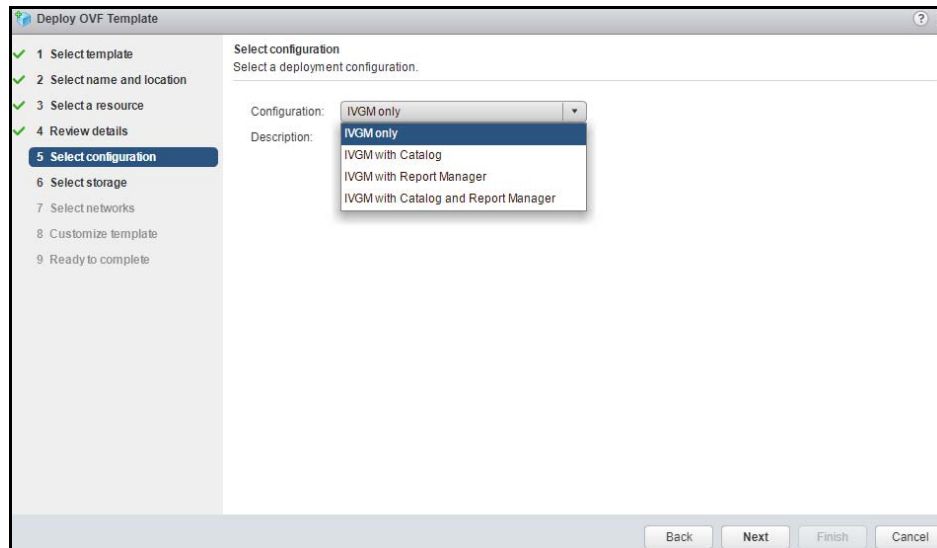 Deploy OVF Template
?
1 Select template
2 Select name and location
3 Select a resource
4 Review details
5 Select configuration
6 Select storage
7 Select networks
8 Customize template
9 Ready to complete
Select configuration
Select a deployment configuration.
Configuration: IVGM only
Description:
IVGM only
IVGM with Catalog
IVGM with Report Manager
IVGM with Catalog and Report Manager
Back Next Finish Cancel